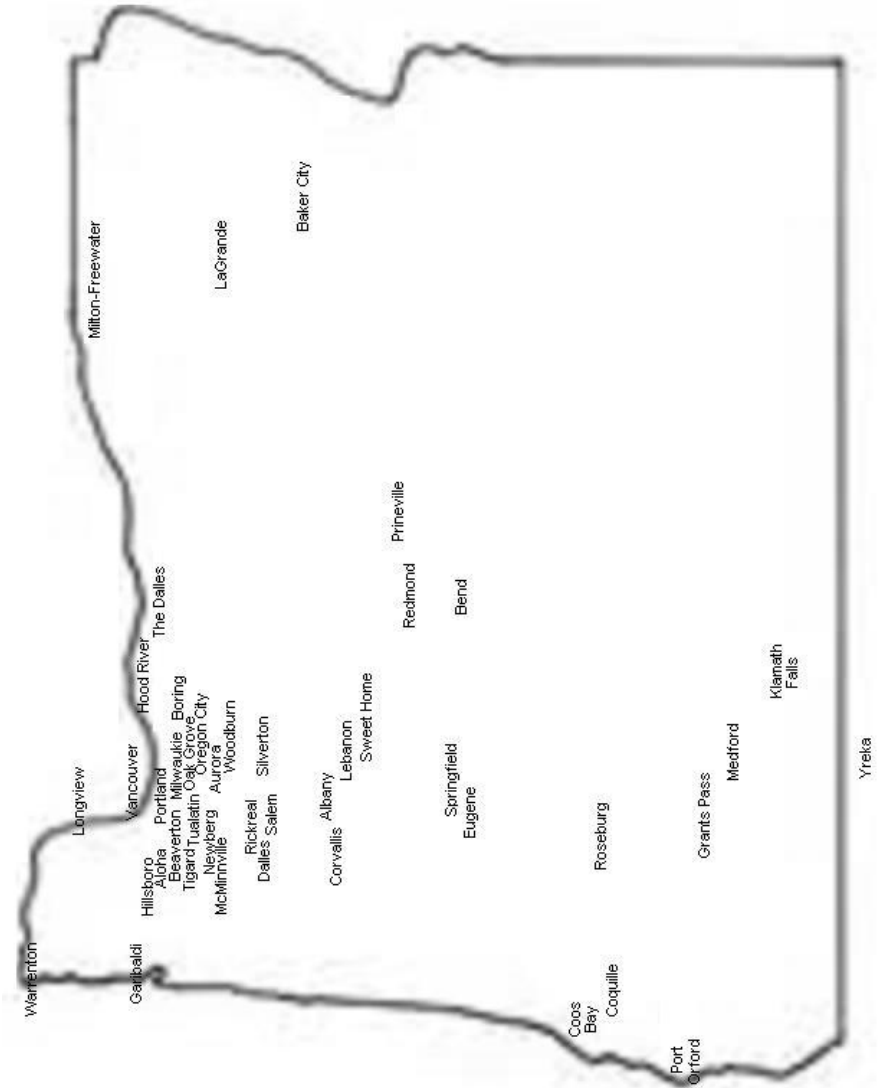 Warrenton
Longview
Garibaldi
Vancouver
Hood River
The Dalles
Milton-Freewater
Hillsboro
Aloha
Portland
Beaverton
Milwaukie
Boring
Tigard
Tualatin
Oak Grove
Oregon City
Newberg
Aurora
McMinnville
Woodburn
LaGrande
Rickreal
Dalles
Salem
Silverton
Baker City
Albany
Corvallis
Lebanon
Sweet Home
Prineville
Redmond
Bend
Springfield
Eugene
Coos
Bay
Coquille
Roseburg
Port
Orford
Grants Pass
Medford
Klamath
Falls
Yreka